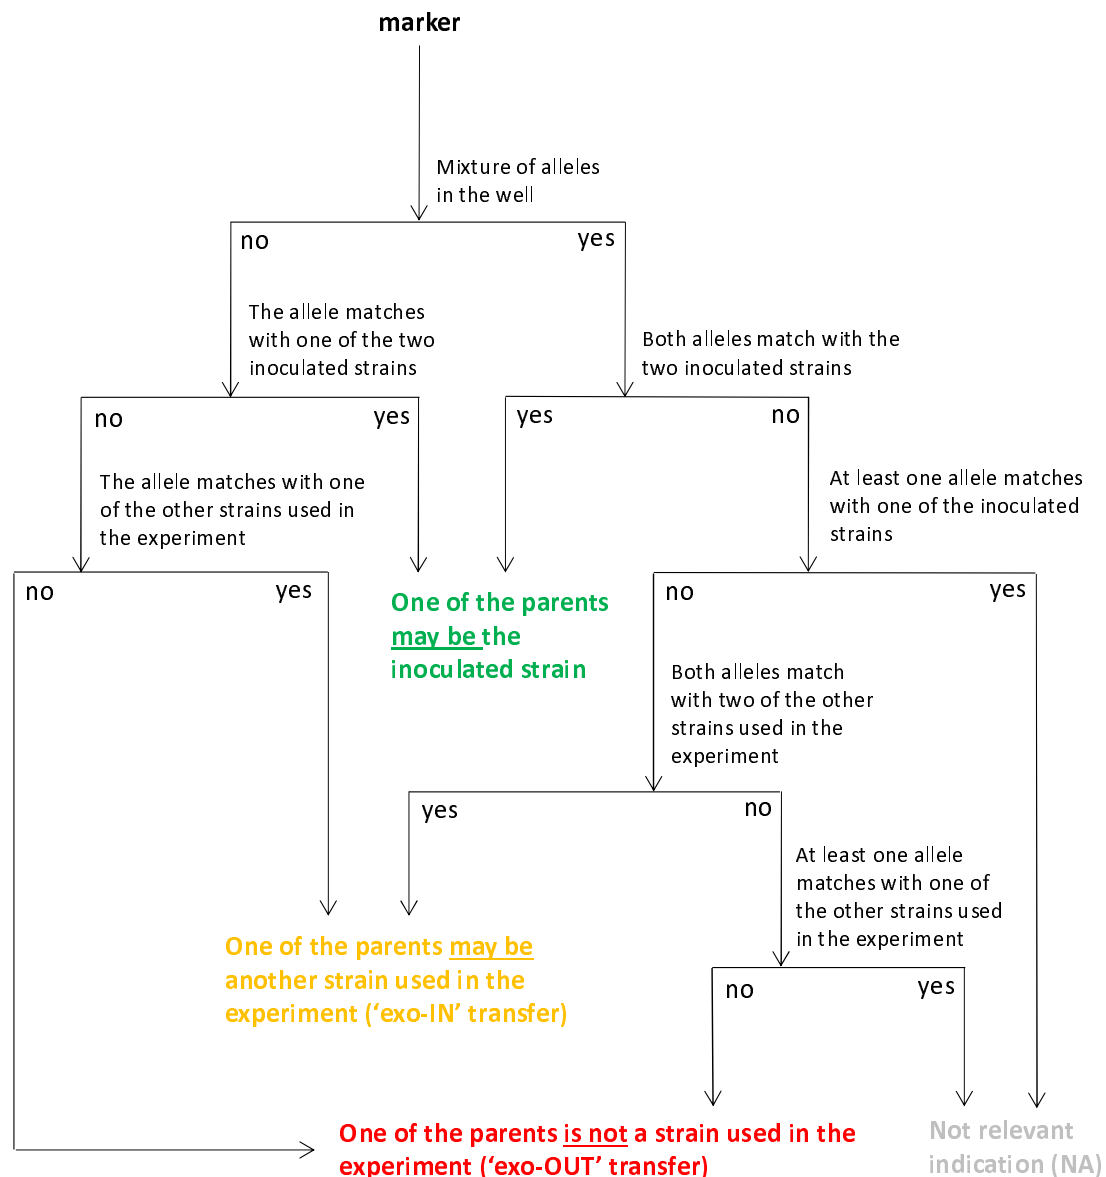 marker
Mixture of alleles
in the well
no
yes
The allele matches
with one of the two
inoculated strains
Both alleles match with the
two inoculated strains
no
yes
yes
no
The allele matches with one
of the other strains used in
the experiment
At least one allele matches
with one of the inoculated
strains
no
yes
One of the parents
may be the
inoculated strain
no
yes
Both alleles match
with two of the other
strains used in the
experiment
yes
no
At least one allele
matches with one of
the other strains used
in the experiment
One of the parents may be
another strain used in the
experiment (‘exo-IN’ transfer)
no
yes
One of the parents is not a strain used in the
experiment (‘exo-OUT’ transfer)
Not relevant
indication (NA)